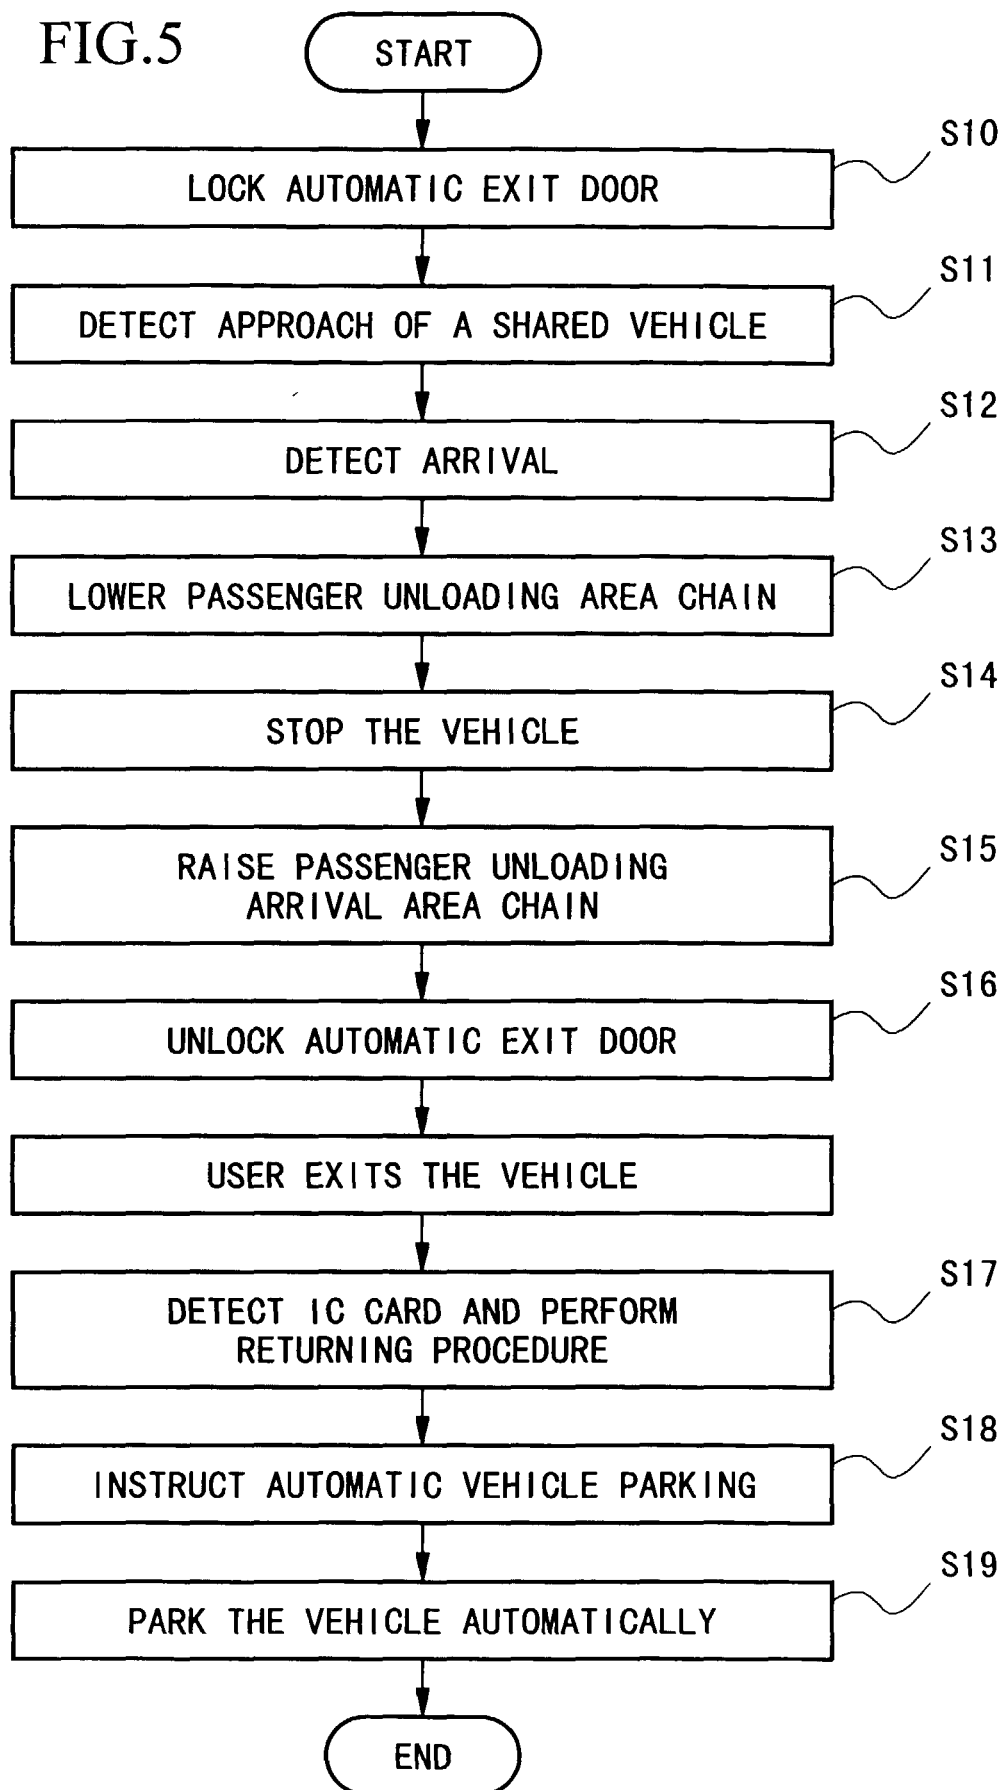 FIG.5
START
S10
LOCK AUTOMATIC EXIT DOOR
S11
DETECT APPROACH OF A SHARED VEHICLE
S12
DETECT ARRIVAL
S13
LOWER PASSENGER UNLOADING AREA CHAIN
S14
STOP THE VEHICLE
S15
RAISE PASSENGER UNLOADING
ARRIVAL AREA CHAIN
S16
UNLOCK AUTOMATIC EXIT DOOR
USER EXITS THE VEHICLE
S17
DETECT IC CARD AND PERFORM
RETURNING PROCEDURE
S18
INSTRUCT AUTOMATIC VEHICLE PARKING
S19
PARK THE VEHICLE AUTOMATICALLY
END